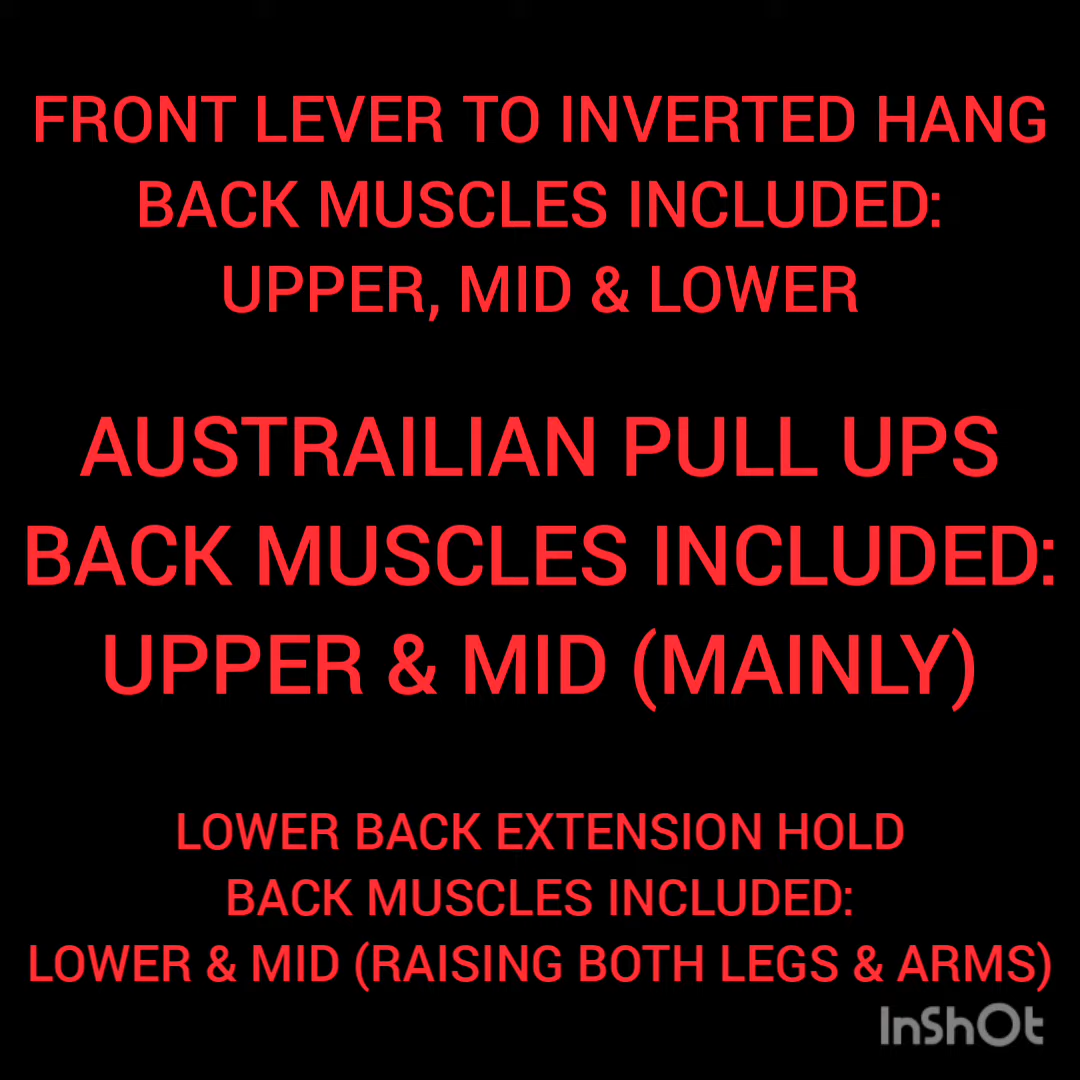 FRONT LEVER TO INVERTED HANG
BACK MUSCLES INCLUDED:
UPPER, MID & LOWER
AUSTRAILIAN PULL UPS
BACK MUSCLES INCLUDED:
UPPER & MID (MAINLY)
LOWER BACK EXTENSION HOLD
BACK MUSCLES INCLUDED:
LOWER & MID (RAISING BOTH LEGS & ARMS)
InShOt